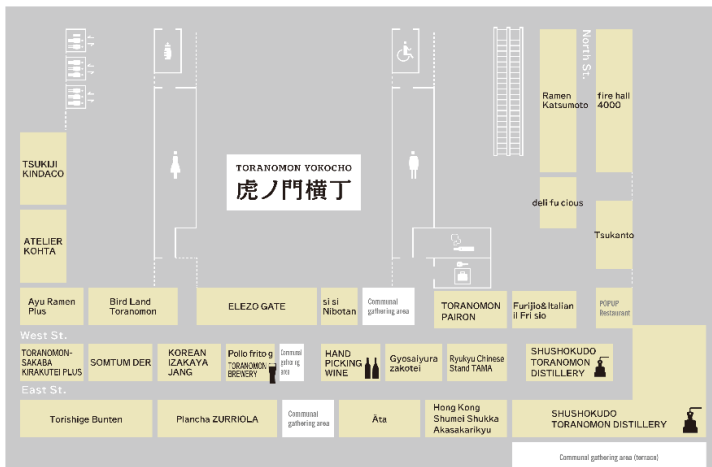 North St.
Ramen
Katsumoto
fire hall
4000
TSUKIJI
KINDACO
TORANOMON YOKOCHO
虎ノ門横丁
deli fu cious
Tsukanto
ATELIER
KOHTA
Ayu Ramen
Plus
Bird Land
Toranomon
ELEZO GATE
si si
Nibotan
Communal
gathering area
TORANOMON
PAIRON
Furijio&Italian
il Fri sio
POPUP
Restaurant
West St.
TORANOMON-
SAKABA
KIRAKUTEI PLUS
SOMTUM DER
KOREAN
IZAKAYA
JANG
Pollo frito g
TORANOMON
BREWERY
Communal
gathering
area
HAND
PICKING
WINE
Gyosaiyura
zakotei
Ryukyu Chinese
Stand TAMA
SHUSHOKUDO
TORANOMON
DISTILLERY
East St.
Torishige Bunten
Plancha ZURRIOLA
Communal
gathering area
Äta
Hong Kong
Shumei Shukka
Akasakarikyu
SHUSHOKUDO
TORANOMON DISTILLERY
Communal gathering area (terrace)